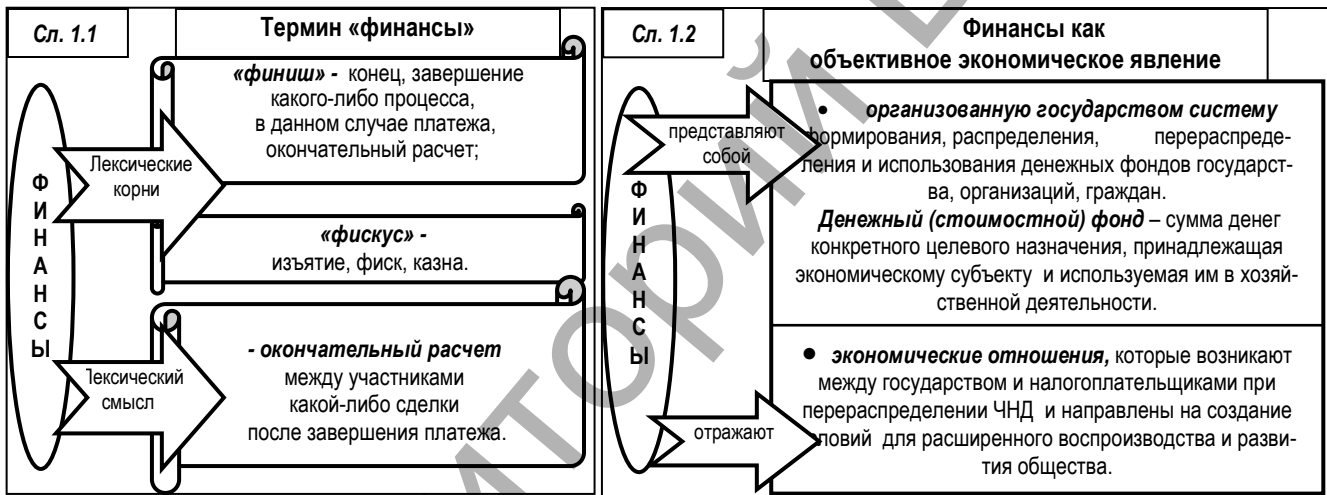 Сл. 1.1
Термин «финансы»
ФИНАНСЫ
Лексические
корни
«финиш» - конец, завершение
какого-либо процесса,
в данном случае платежа,
окончательный расчет;
«фискус» -
изъятие, фиск, казна.
Лексический
смысл
- окончательный расчет
между участниками
какой-либо сделки
после завершения платежа.
Сл. 1.2
Финансы как
объективное экономическое явление
ФИНАНСЫ
представляют
собой
• организованную государством систему
формирования, распределения, перераспреде-
ления и использования денежных фондов государст-
ва, организаций, граждан.
Денежный (стоимостной) фонд – сумма денег
конкретного целевого назначения, принадлежащая
экономическому субъекту и используемая им в хозяй-
ственной деятельности.
отражают
• экономические отношения, которые возникают
между государством и налогоплательщиками при
перераспределении ЧНД и направлены на создание
условий для расширенного воспроизводства и разви-
тия общества.